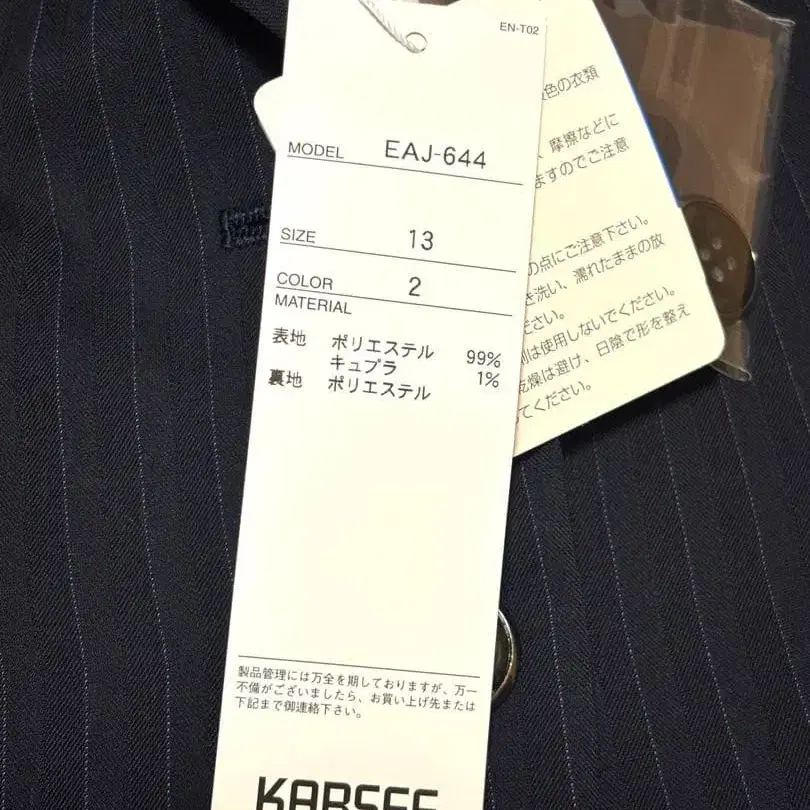 EN-T02
MODEL EAJ-644
SIZE 13
COLOR 2
MATERIAL
表地 ポリエステル 99%
キュプラ 1%
裏地 ポリエステル
製品管理には万全を期しておりますが、万一
不備がございましたら、お買い上げ先または
下記まで御連絡下さい。
KARSEE
色の衣類
、摩擦などに
ますのでご注意
の点にご注意下さい。
き洗い、濡れたままの放
ださい。
剤は使用しないでください。
乾燥は避け、日陰で形を整え
してください。